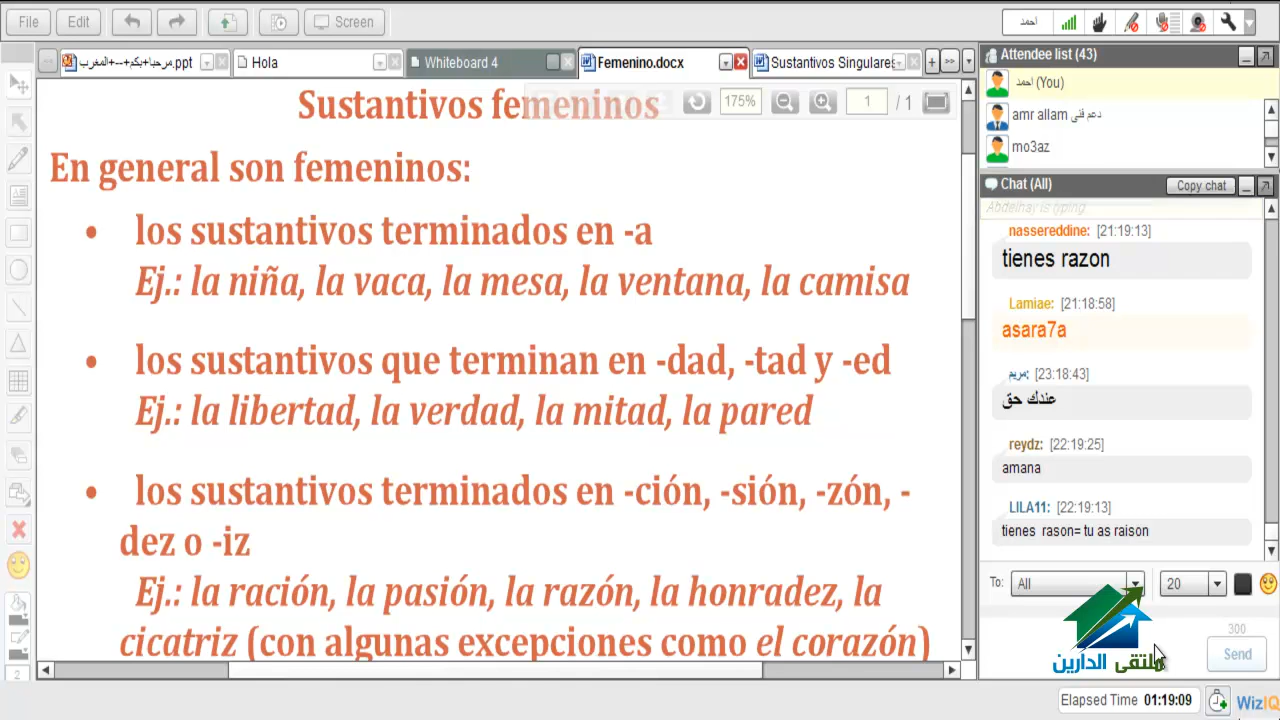 File Edit Screen
احمد
مرحبا+بكم+--+المغرب.ppt Hola Whiteboard 4 Femenino.docx Sustantivos Singulares
175% 1 / 1
Sustantivos femeninos
En general son femeninos:
• los sustantivos terminados en -a
Ej.: la niña, la vaca, la mesa, la ventana, la camisa
• los sustantivos que terminan en -dad, -tad y -ed
Ej.: la libertad, la verdad, la mitad, la pared
• los sustantivos terminados en -ción, -sión, -zón, -
dez o -iz
Ej.: la ración, la pasión, la razón, la honradez, la
cicatriz (con algunas excepciones como el corazón)
2
Attendee list (43)
احمد (You)
amr allam دعم فنى
mo3az
Chat (All) Copy chat
Abdelhay is typing
nassereddine: [21:19:13]
tienes razon
Lamiae: [21:18:58]
asara7a
مريم: [23:18:43]
عندك حق
reydz: [22:19:25]
amana
LILA11: [22:19:13]
tienes rason= tu as raison
To: All 20
300
Send
ملتقى الدارين
Elapsed Time 01:19:09
WizIQ